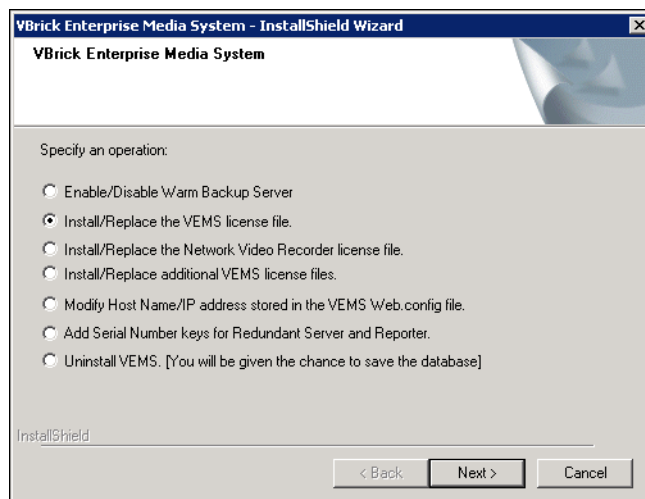 VBrick Enterprise Media System - InstallShield Wizard
VBrick Enterprise Media System
Specify an operation:
Enable/Disable Warm Backup Server
Install/Replace the VEMS license file.
Install/Replace the Network Video Recorder license file.
Install/Replace additional VEMS license files.
Modify Host Name/IP address stored in the VEMS Web.config file.
Add Serial Number keys for Redundant Server and Reporter.
Uninstall VEMS. [You will be given the chance to save the database]
InstallShield
< Back Next > Cancel